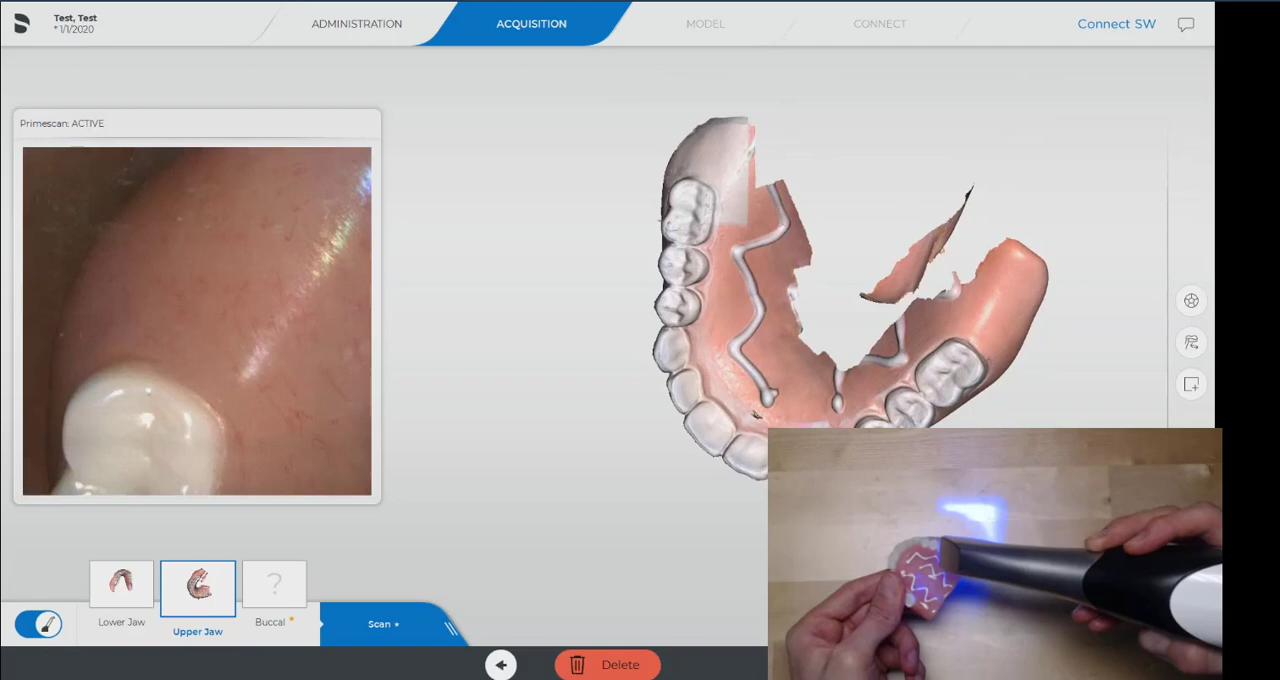 Test, Test
*1/1/2020
ADMINISTRATION
ACQUISITION
MODEL
CONNECT
Connect SW
Primescan: ACTIVE
Lower Jaw
Upper Jaw
Buccal *
?
Scan
Delete